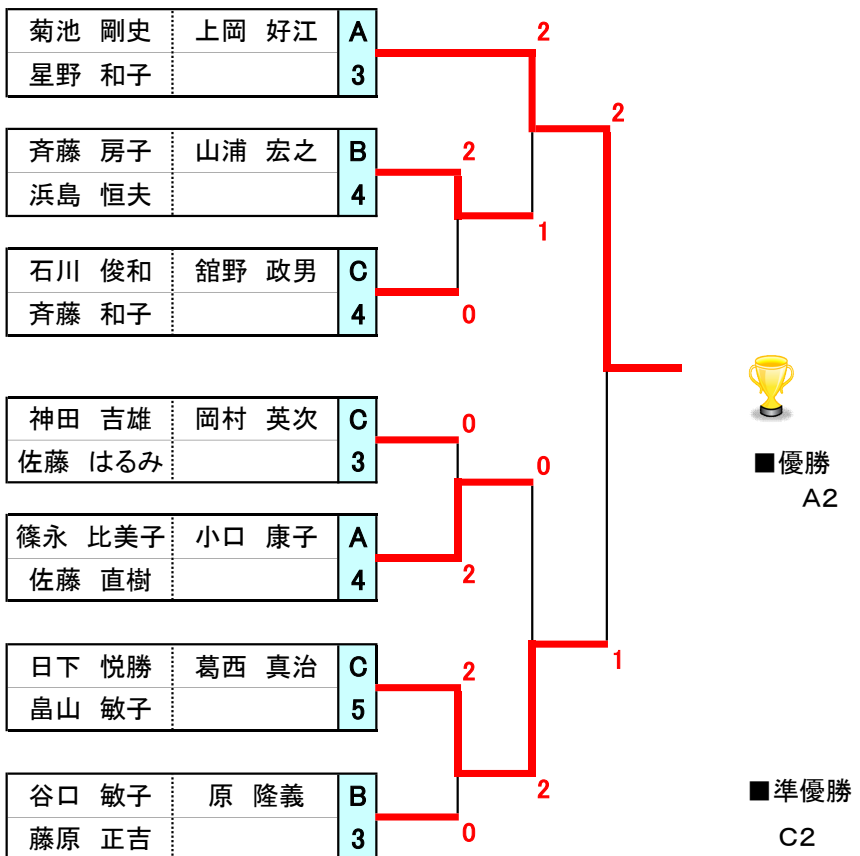 菊池 剛史 上岡 好江 A
星野 和子 3
2
2
斉藤 房子 山浦 宏之 B
浜島 恒夫 4
2
1
石川 俊和 舘野 政男 C
斉藤 和子 4
0
神田 吉雄 岡村 英次 C
佐藤 はるみ 3
0
0
■優勝
A2
篠永 比美子 小口 康子 A
佐藤 直樹 4
2
日下 悦勝 葛西 真治 C
畠山 敏子 5
2
1
谷口 敏子 原 隆義 B
藤原 正吉 3
2
0
■準優勝
C2